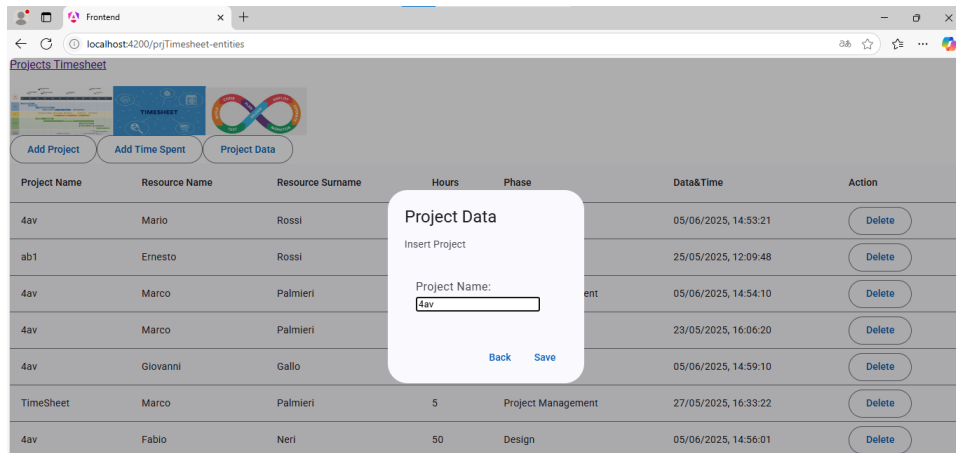 Frontend
localhost:4200/prjTimesheet-entities
Projects Timesheet
TIMESHEET
Add Project Add Time Spent Project Data
Project Name Resource Name Resource Surname Hours Phase Data&Time Action
4av Mario Rossi 05/06/2025, 14:53:21 Delete
ab1 Ernesto Rossi 25/05/2025, 12:09:48 Delete
4av Marco Palmieri ent 05/06/2025, 14:54:10 Delete
4av Marco Palmieri 23/05/2025, 16:06:20 Delete
4av Giovanni Gallo 05/06/2025, 14:59:10 Delete
TimeSheet Marco Palmieri 5 Project Management 27/05/2025, 16:33:22 Delete
4av Fabio Neri 50 Design 05/06/2025, 14:56:01 Delete
Project Data
Insert Project
Project Name:
4av
Back Save